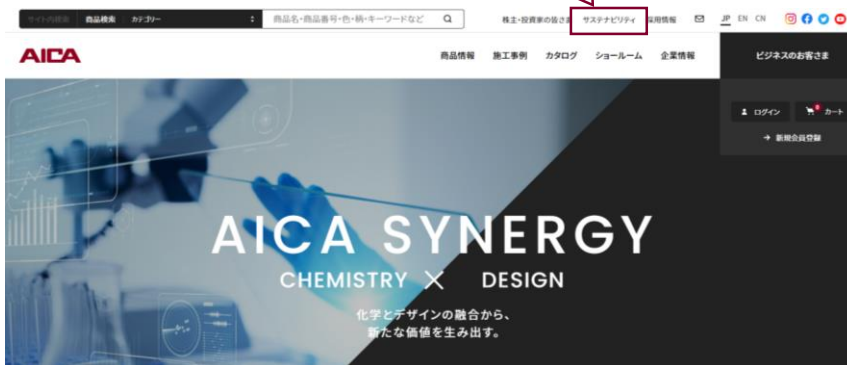 サイト内検索 商品検索 カテゴリー 商品名・商品番号・色・柄・キーワードなど 株主・投資家の皆さま サステナビリティ 採用情報 JP EN CN
AICA 商品情報 施工事例 カタログ ショールーム 企業情報 ビジネスのお客さま
ログイン 0 カート
→ 新規会員登録
AICA SYNERGY
CHEMISTRY × DESIGN
化学とデザインの融合から、
新たな価値を生み出す。